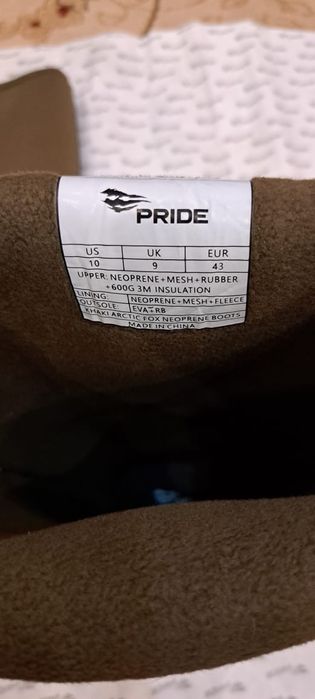 PRIDE
US UK EUR
10 9 43
UPPER: NEOPRENE+MESH+RUBBER
+600G 3M INSULATION
LINING: NEOPRENE+MESH+FLEECE
OUTSOLE: EVA+RB
KHAKI ARCTIC FOX NEOPRENE BOOTS
MADE IN CHINA